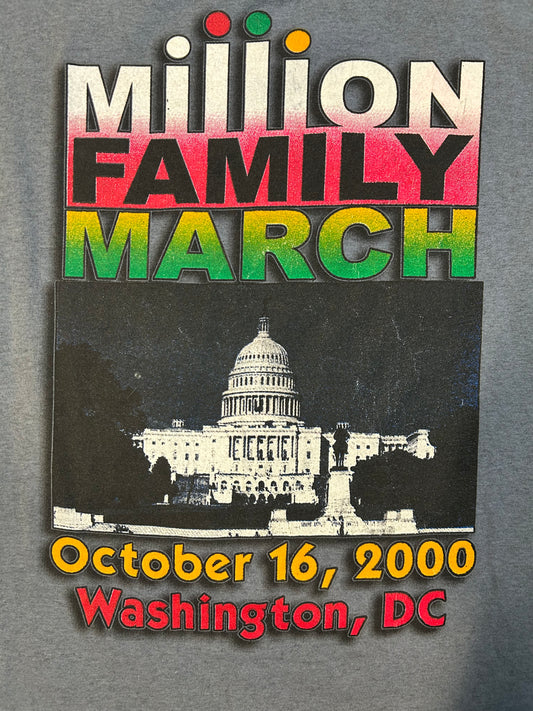 Million
FAMILY
MARCH
October 16, 2000
Washington, DC